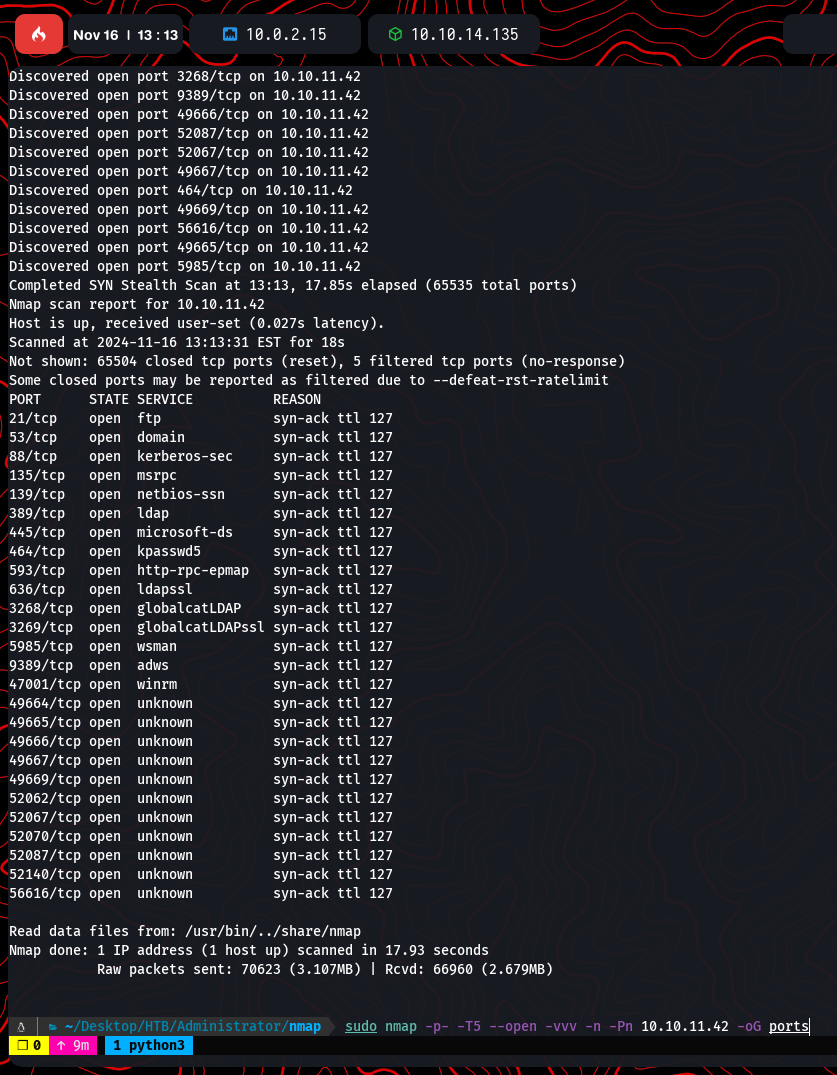 Nov 16 | 13 : 13 10.0.2.15 10.10.14.135
Discovered open port 3268/tcp on 10.10.11.42
Discovered open port 9389/tcp on 10.10.11.42
Discovered open port 49666/tcp on 10.10.11.42
Discovered open port 52087/tcp on 10.10.11.42
Discovered open port 52067/tcp on 10.10.11.42
Discovered open port 49667/tcp on 10.10.11.42
Discovered open port 464/tcp on 10.10.11.42
Discovered open port 49669/tcp on 10.10.11.42
Discovered open port 56616/tcp on 10.10.11.42
Discovered open port 49665/tcp on 10.10.11.42
Discovered open port 5985/tcp on 10.10.11.42
Completed SYN Stealth Scan at 13:13, 17.85s elapsed (65535 total ports)
Nmap scan report for 10.10.11.42
Host is up, received user-set (0.027s latency).
Scanned at 2024-11-16 13:13:31 EST for 18s
Not shown: 65504 closed tcp ports (reset), 5 filtered tcp ports (no-response)
Some closed ports may be reported as filtered due to --defeat-rst-ratelimit
PORT      STATE SERVICE          REASON
21/tcp    open  ftp              syn-ack ttl 127
53/tcp    open  domain           syn-ack ttl 127
88/tcp    open  kerberos-sec     syn-ack ttl 127
135/tcp   open  msrpc            syn-ack ttl 127
139/tcp   open  netbios-ssn      syn-ack ttl 127
389/tcp   open  ldap             syn-ack ttl 127
445/tcp   open  microsoft-ds     syn-ack ttl 127
464/tcp   open  kpasswd5         syn-ack ttl 127
593/tcp   open  http-rpc-epmap   syn-ack ttl 127
636/tcp   open  ldapssl          syn-ack ttl 127
3268/tcp  open  globalcatLDAP    syn-ack ttl 127
3269/tcp  open  globalcatLDAPssl syn-ack ttl 127
5985/tcp  open  wsman            syn-ack ttl 127
9389/tcp  open  adws             syn-ack ttl 127
47001/tcp open  winrm            syn-ack ttl 127
49664/tcp open  unknown          syn-ack ttl 127
49665/tcp open  unknown          syn-ack ttl 127
49666/tcp open  unknown          syn-ack ttl 127
49667/tcp open  unknown          syn-ack ttl 127
49669/tcp open  unknown          syn-ack ttl 127
52062/tcp open  unknown          syn-ack ttl 127
52067/tcp open  unknown          syn-ack ttl 127
52070/tcp open  unknown          syn-ack ttl 127
52087/tcp open  unknown          syn-ack ttl 127
52140/tcp open  unknown          syn-ack ttl 127
56616/tcp open  unknown          syn-ack ttl 127
Read data files from: /usr/bin/../share/nmap
Nmap done: 1 IP address (1 host up) scanned in 17.93 seconds
Raw packets sent: 70623 (3.107MB) | Rcvd: 66960 (2.679MB)
~/Desktop/HTB/Administrator/nmap sudo nmap -p- -T5 --open -vvv -n -Pn 10.10.11.42 -oG ports
❐ 0 ↑ 9m 1 python3